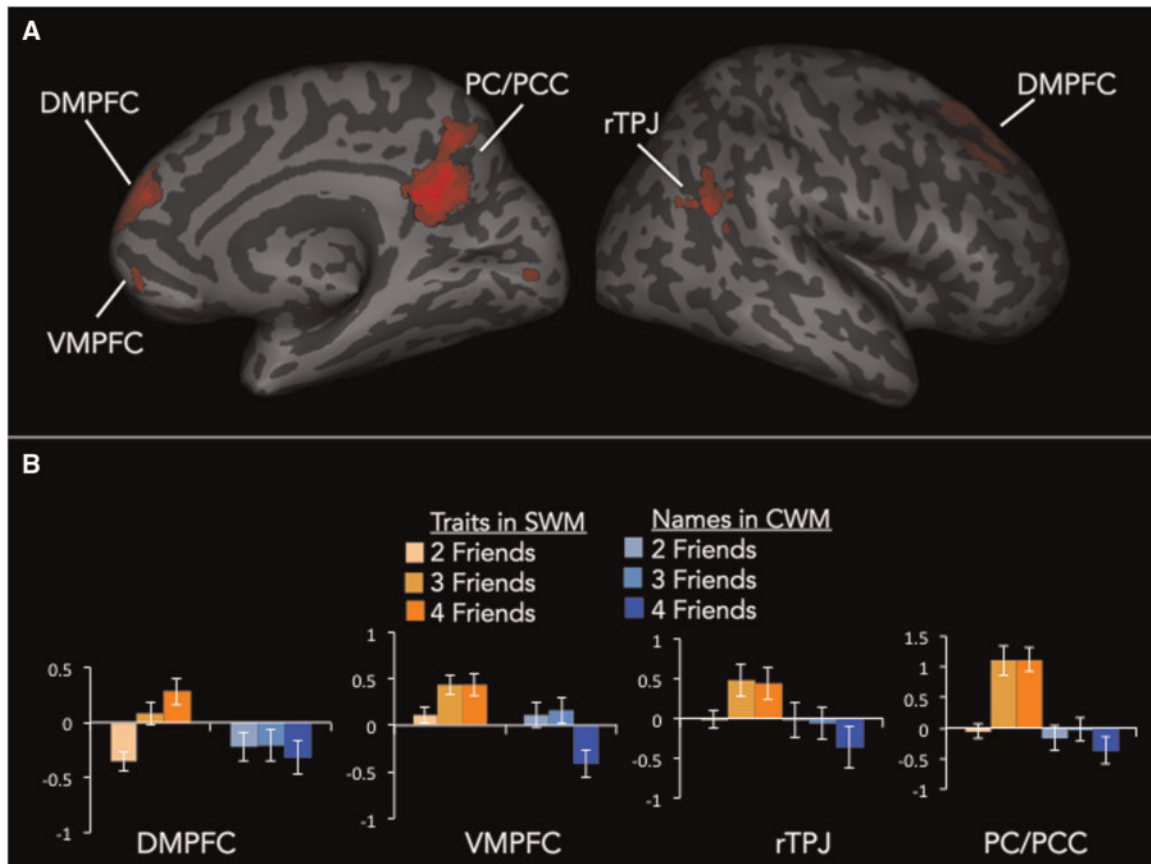 A
DMPFC
PC/PCC
rTPJ
DMPFC
VMPFC
B
Traits in SWM
2 Friends
3 Friends
4 Friends
Names in CWM
2 Friends
3 Friends
4 Friends
0.5
0
-0.5
-1
DMPFC
1
0.5
0
-0.5
-1
VMPFC
1
0.5
0
-0.5
-1
rTPJ
1.5
1
0.5
0
-0.5
-1
PC/PCC